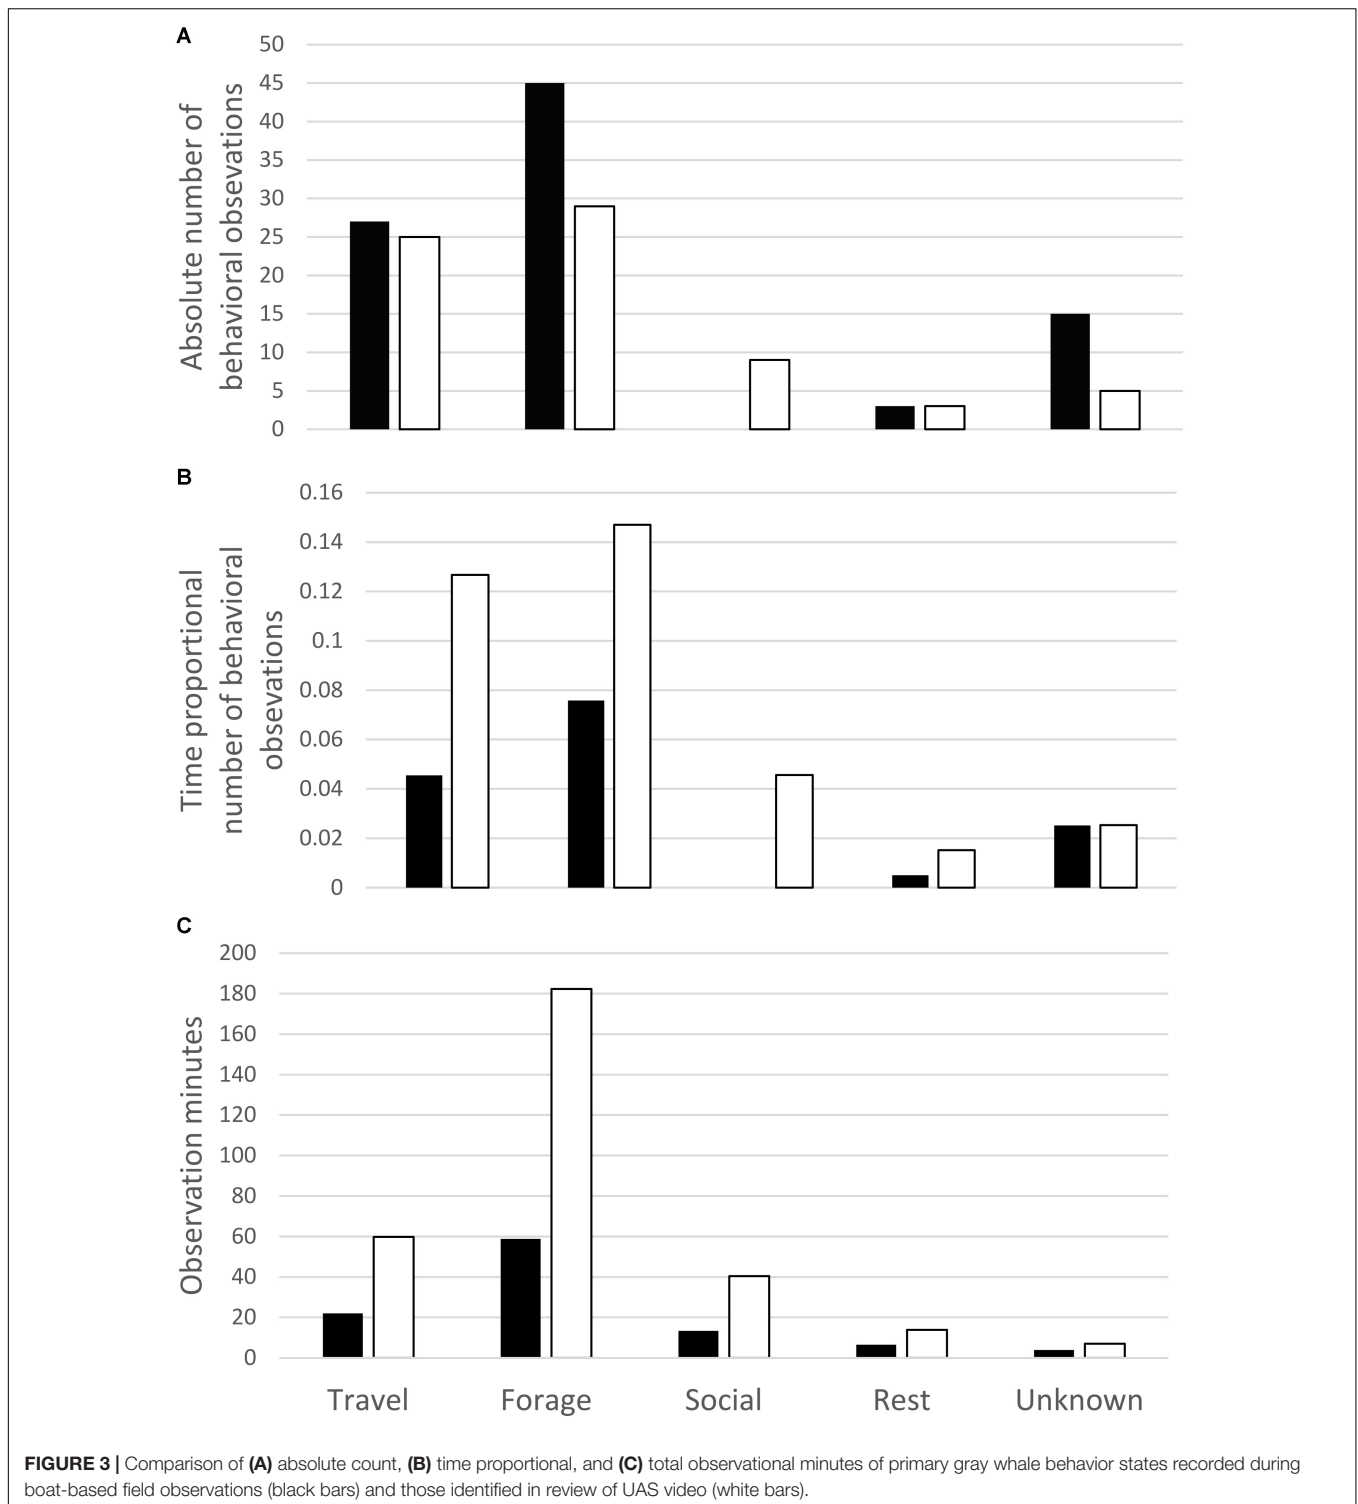 A
Absolute number of
behavioral obsevations
50
45
40
35
30
25
20
15
10
5
0
B
Time proportional
number of behavioral
obsevations
0.16
0.14
0.12
0.1
0.08
0.06
0.04
0.02
0
C
Observation minutes
200
180
160
140
120
100
80
60
40
20
0
Travel Forage Social Rest Unknown
FIGURE 3 | Comparison of (A) absolute count, (B) time proportional, and (C) total observational minutes of primary gray whale behavior states recorded during
boat-based field observations (black bars) and those identified in review of UAS video (white bars).